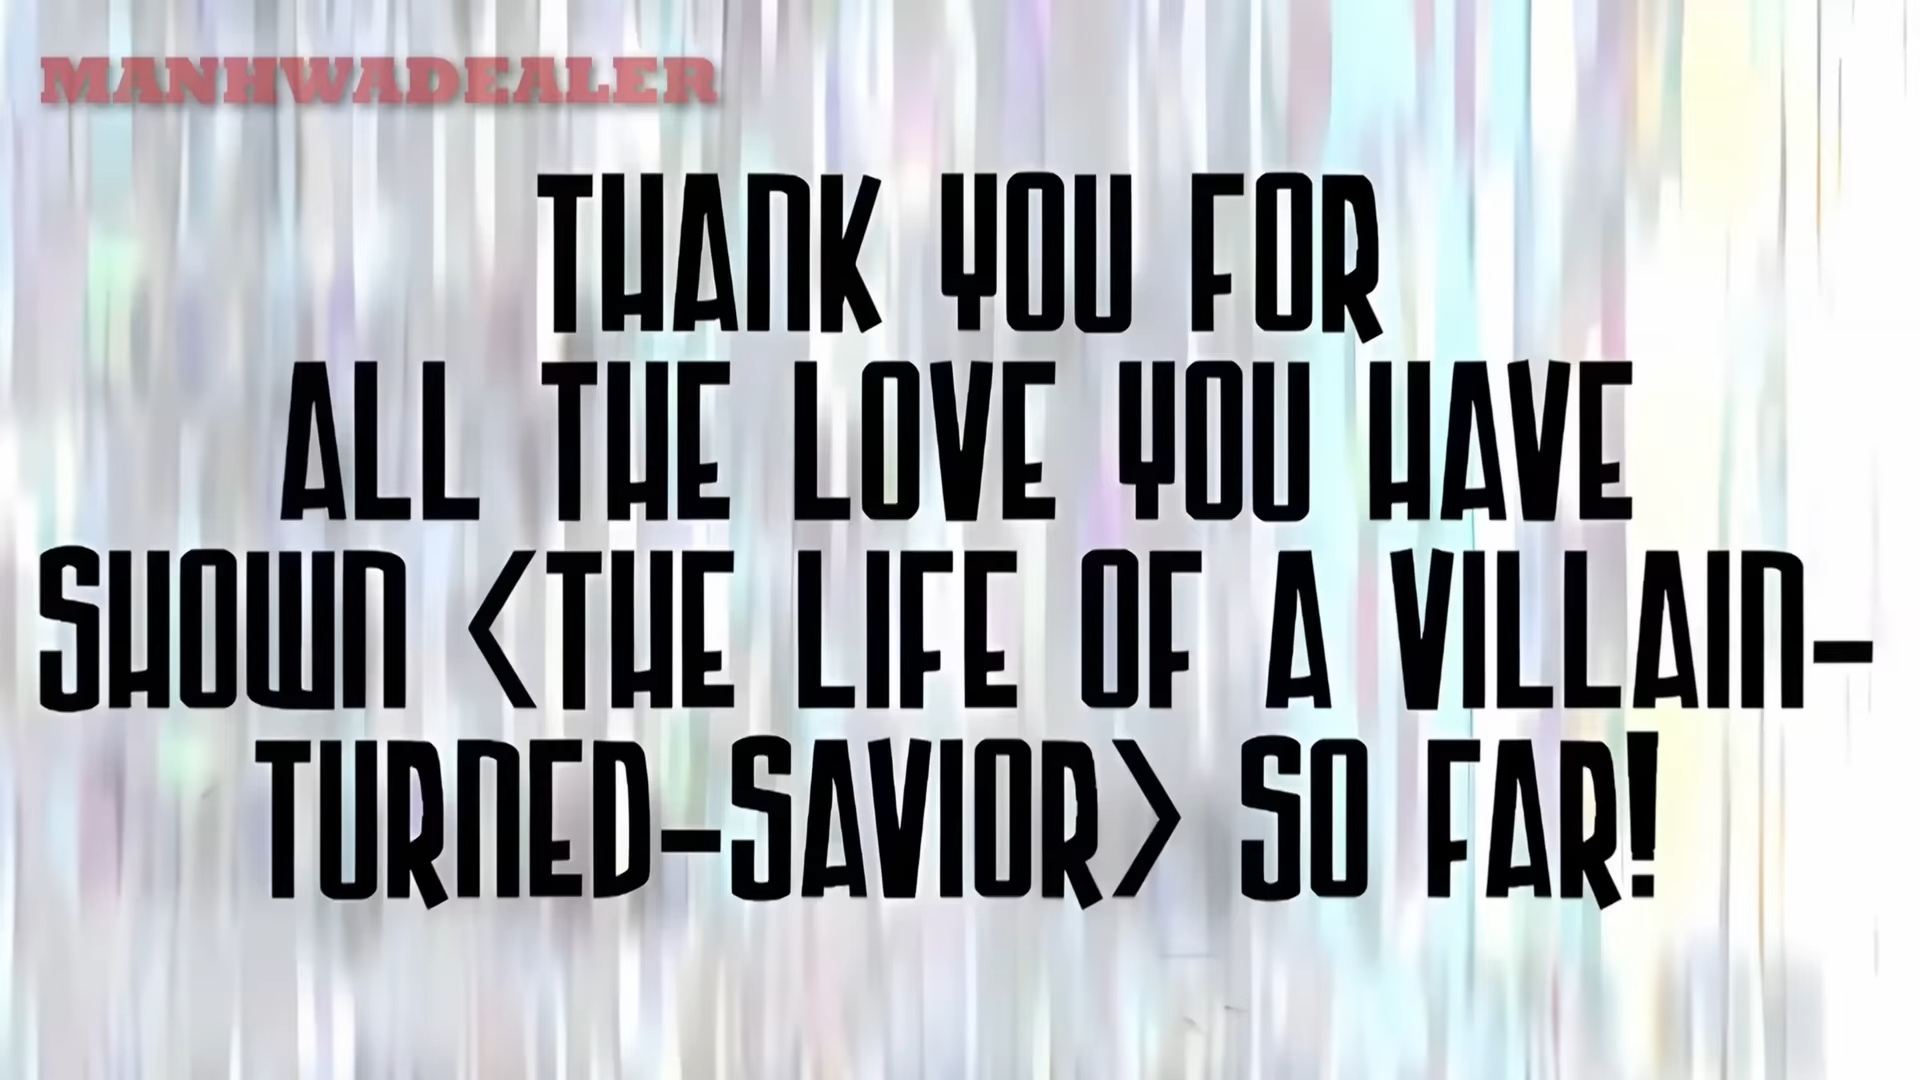 MANHWADEALER
THANK YOU FOR
ALL THE LOVE YOU HAVE
SHOWN <THE LIFE OF A VILLAIN-
TURNED-SAVIOR> SO FAR!